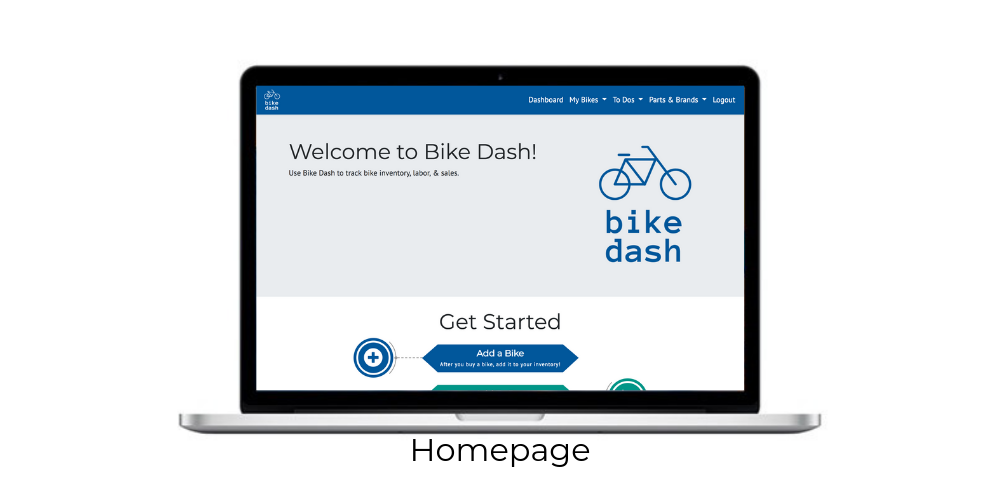 bike
dash
Dashboard My Bikes To Dos Parts & Brands Logout
Welcome to Bike Dash!
Use Bike Dash to track bike inventory, labor, & sales.
bike
dash
Get Started
Add a Bike
After you buy a bike, add it to your inventory!
Homepage